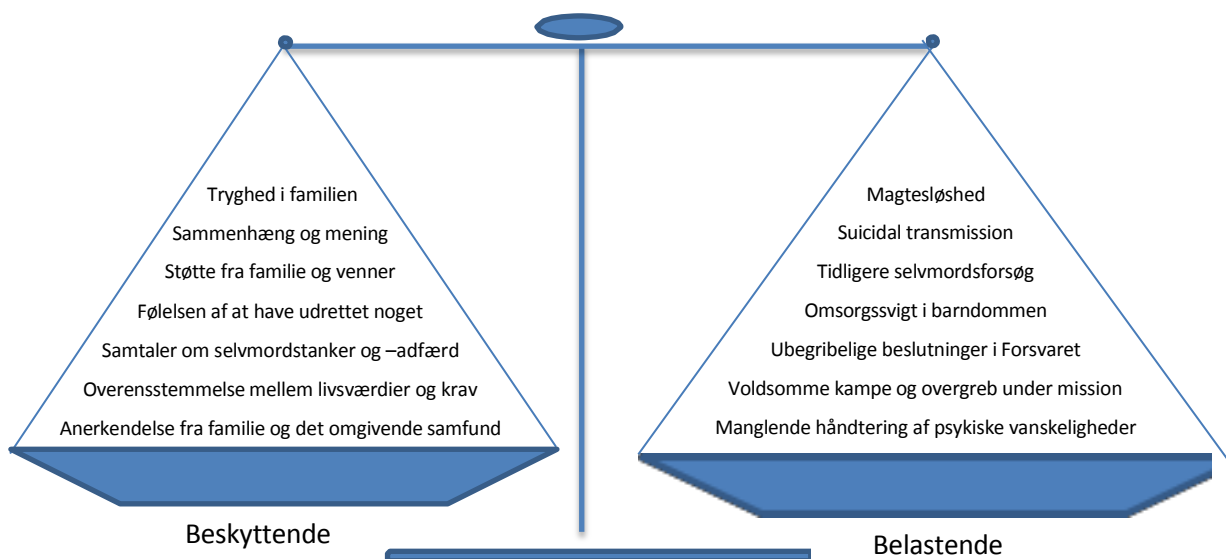 Tryghed i familien
Sammenhæng og mening
Støtte fra familie og venner
Følelsen af at have udrettet noget
Samtaler om selvmordstanker og –adfærd
Overensstemmelse mellem livsværdier og krav
Anerkendelse fra familie og det omgivende samfund
Beskyttende
Magtesløshed
Suicidal transmission
Tidligere selvmordsforsøg
Omsorgssvigt i barndommen
Ubegribelige beslutninger i Forsvaret
Voldsomme kampe og overgreb under mission
Manglende håndtering af psykiske vanskeligheder
Belastende